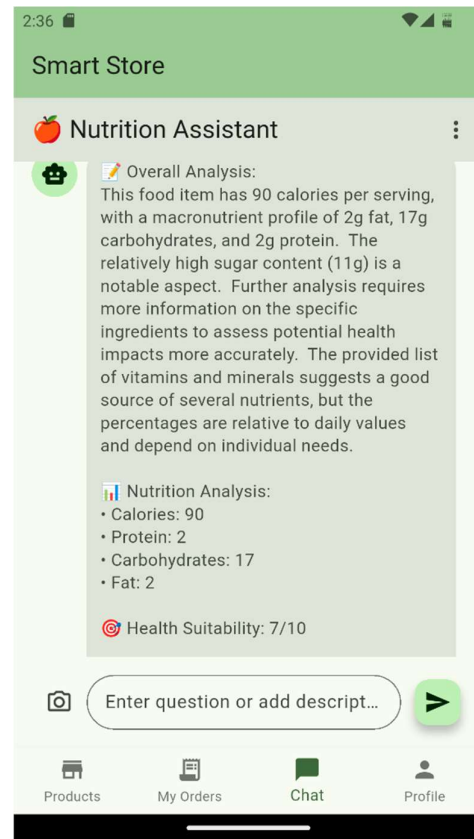 2:36
Smart Store
🍎 Nutrition Assistant
📝 Overall Analysis:
This food item has 90 calories per serving,
with a macronutrient profile of 2g fat, 17g
carbohydrates, and 2g protein.  The
relatively high sugar content (11g) is a
notable aspect.  Further analysis requires
more information on the specific
ingredients to assess potential health
impacts more accurately.  The provided list
of vitamins and minerals suggests a good
source of several nutrients, but the
percentages are relative to daily values
and depend on individual needs.
📊 Nutrition Analysis:
• Calories: 90
• Protein: 2
• Carbohydrates: 17
• Fat: 2
🎯 Health Suitability: 7/10
Enter question or add descript...
Products My Orders Chat Profile